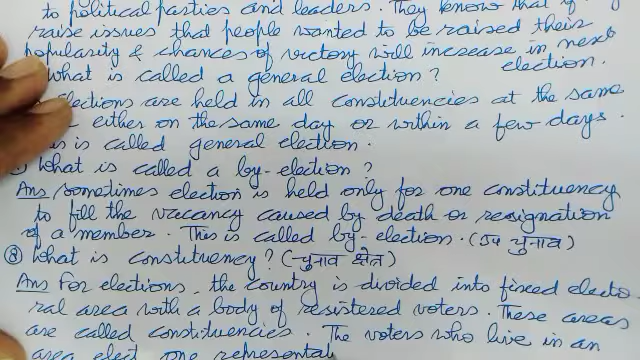 to political parties and leaders. They know that if
raise issues that people wanted to be raised their
popularity & chances of victory will increase in next
election.
What is called a general election?
Elections are held in all constituencies at the same
either on the same day or within a few days.
is called general election.
What is called a by-election?
Ans Sometimes election is held only for one constituency
to fill the vacancy caused by death or resignation
of a member. This is called by-election. (उप चुनाव)
⑧ What is constituency? (चुनाव क्षेत्र)
Ans For elections, the country is divided into fixed electo-
ral area with a body of resistered voters. These areas
are called constituencies. The voters who live in an
area elect one representat